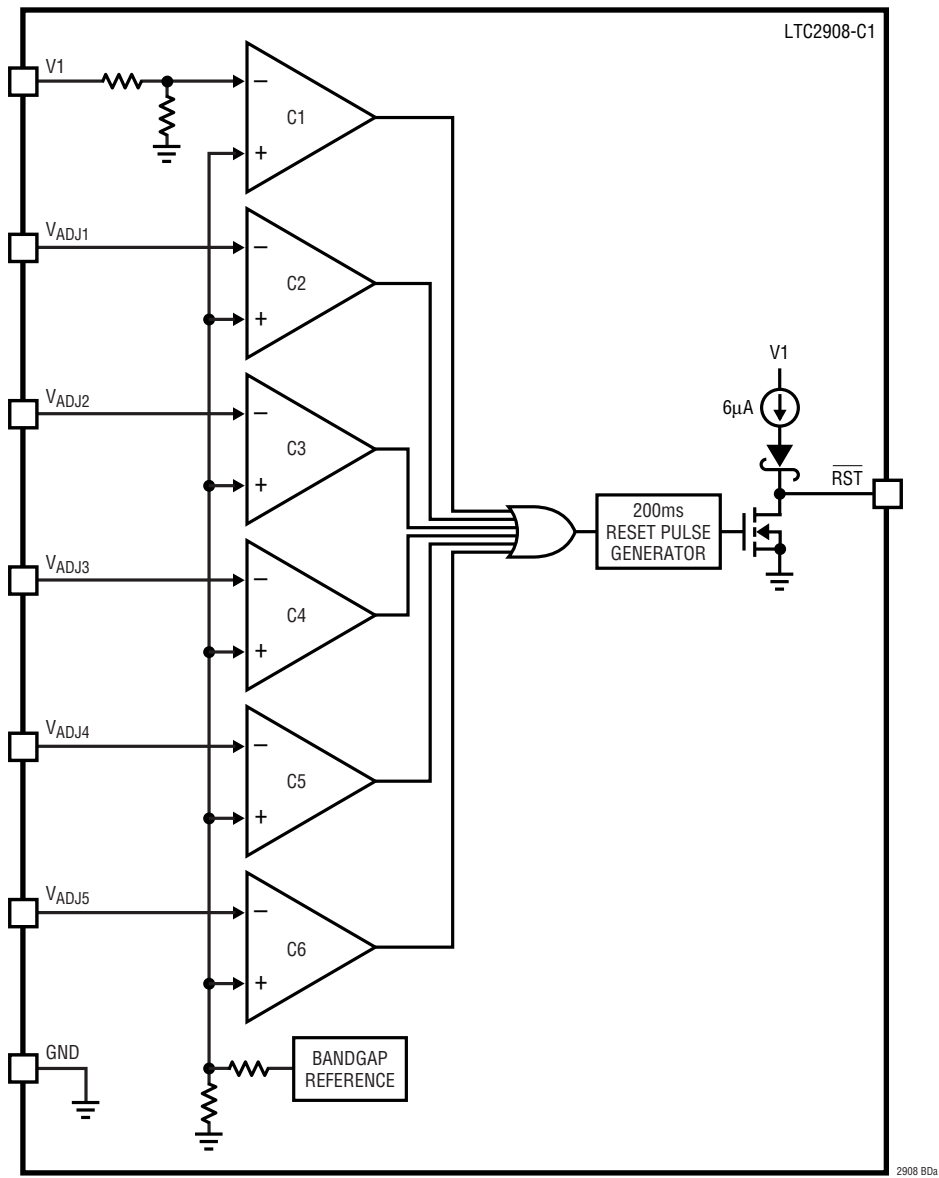 LTC2908-C1
V1
−
C1
+
VADJ1
−
C2
+
VADJ2
−
C3
+
V1
6µA
VADJ3
−
C4
+
RST
200ms
RESET PULSE
GENERATOR
VADJ4
−
C5
+
VADJ5
−
C6
+
GND
BANDGAP
REFERENCE
2908 BDa